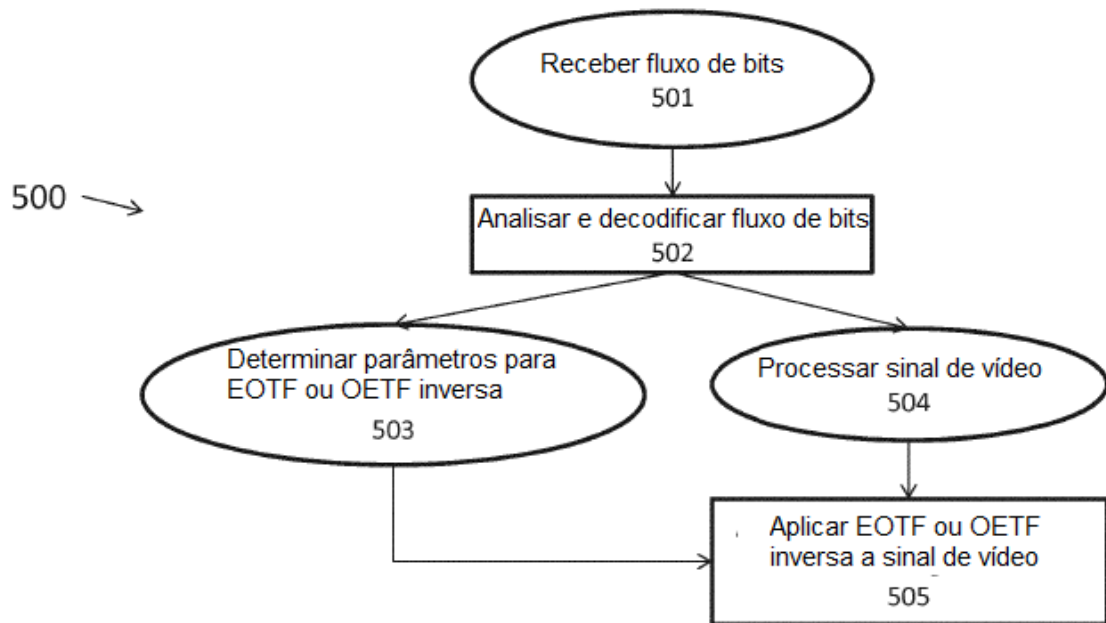 Receber fluxo de bits
501
500
Analisar e decodificar fluxo de bits
502
Determinar parâmetros para
EOTF ou OETF inversa
503
Processar sinal de vídeo
504
Aplicar EOTF ou OETF
inversa a sinal de vídeo
505